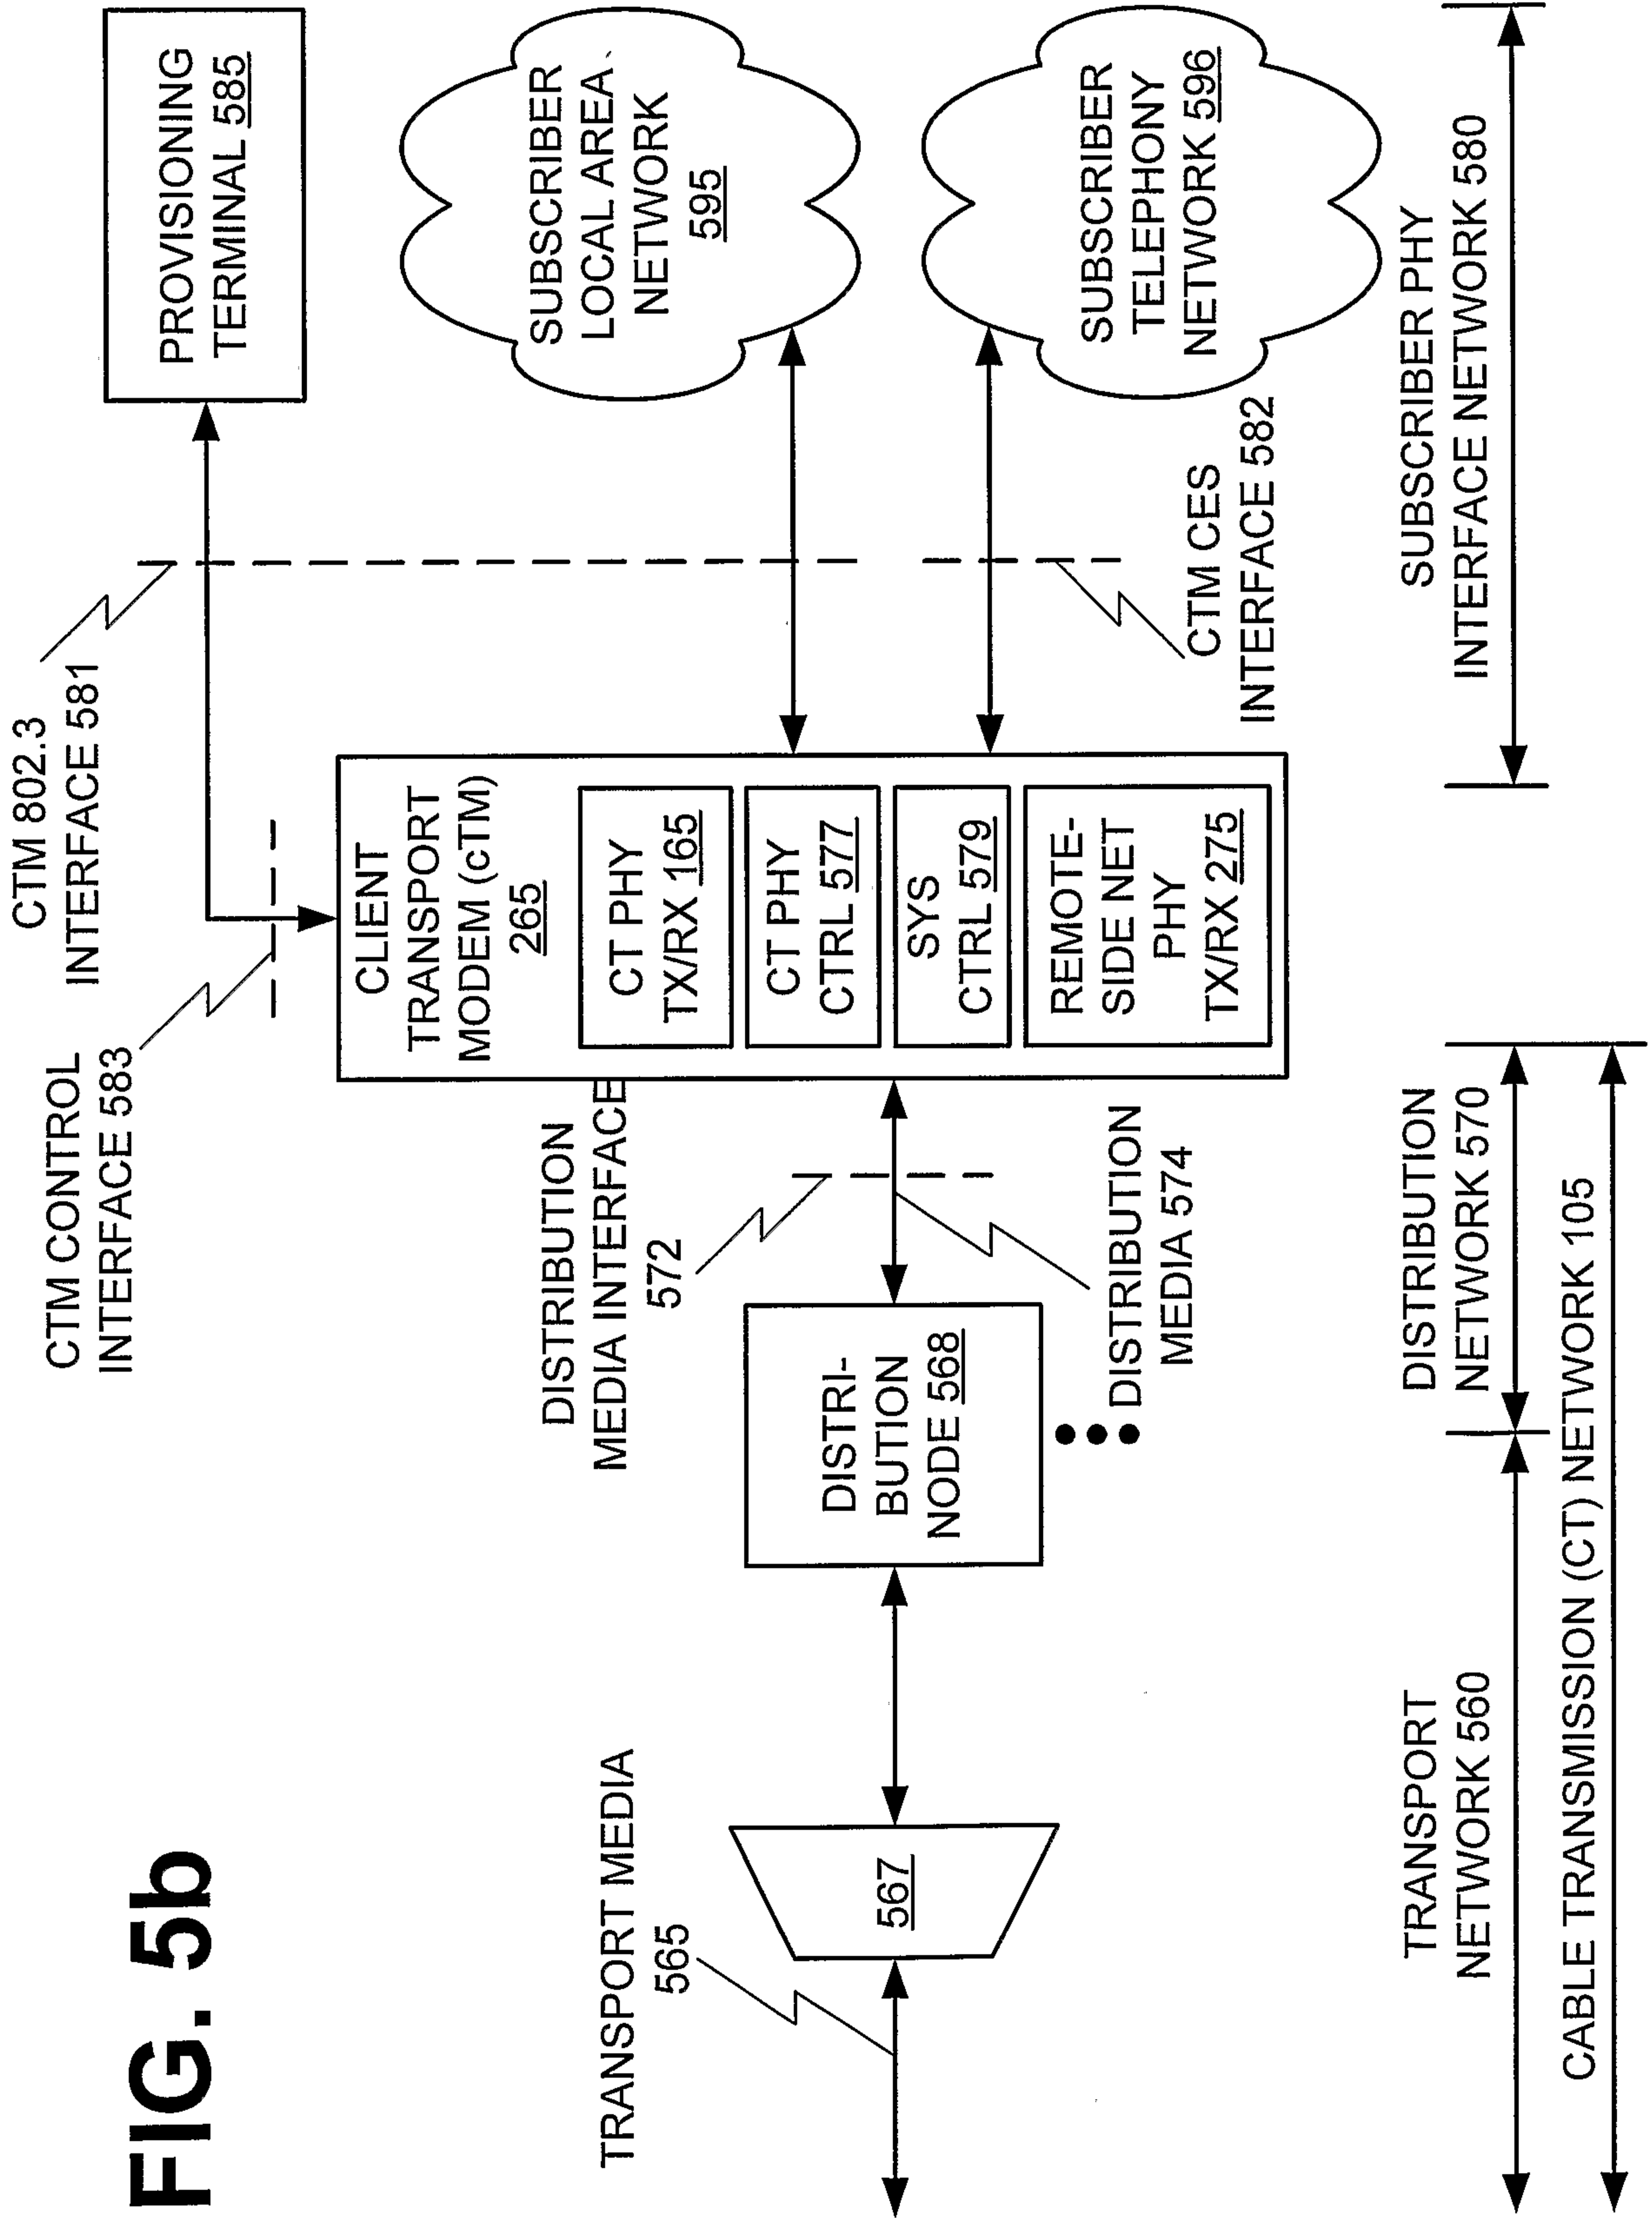 FIG. 5b
CTM CONTROL
INTERFACE 583
CTM 802.3
INTERFACE 581
PROVISIONING
TERMINAL 585
TRANSPORT MEDIA
565
567
DISTRI-
BUTION
NODE 568
DISTRIBUTION
MEDIA INTERFACE
572
DISTRIBUTION
MEDIA 574
CLIENT
TRANSPORT
MODEM (cTM)
265
CT PHY
TX/RX 165
CT PHY
CTRL 577
SYS
CTRL 579
REMOTE-
SIDE NET
PHY
TX/RX 275
SUBSCRIBER
LOCAL AREA
NETWORK
595
SUBSCRIBER
TELEPHONY
NETWORK 596
CTM CES
INTERFACE 582
TRANSPORT
NETWORK 560
DISTRIBUTION
NETWORK 570
SUBSCRIBER PHY
INTERFACE NETWORK 580
CABLE TRANSMISSION (CT) NETWORK 105